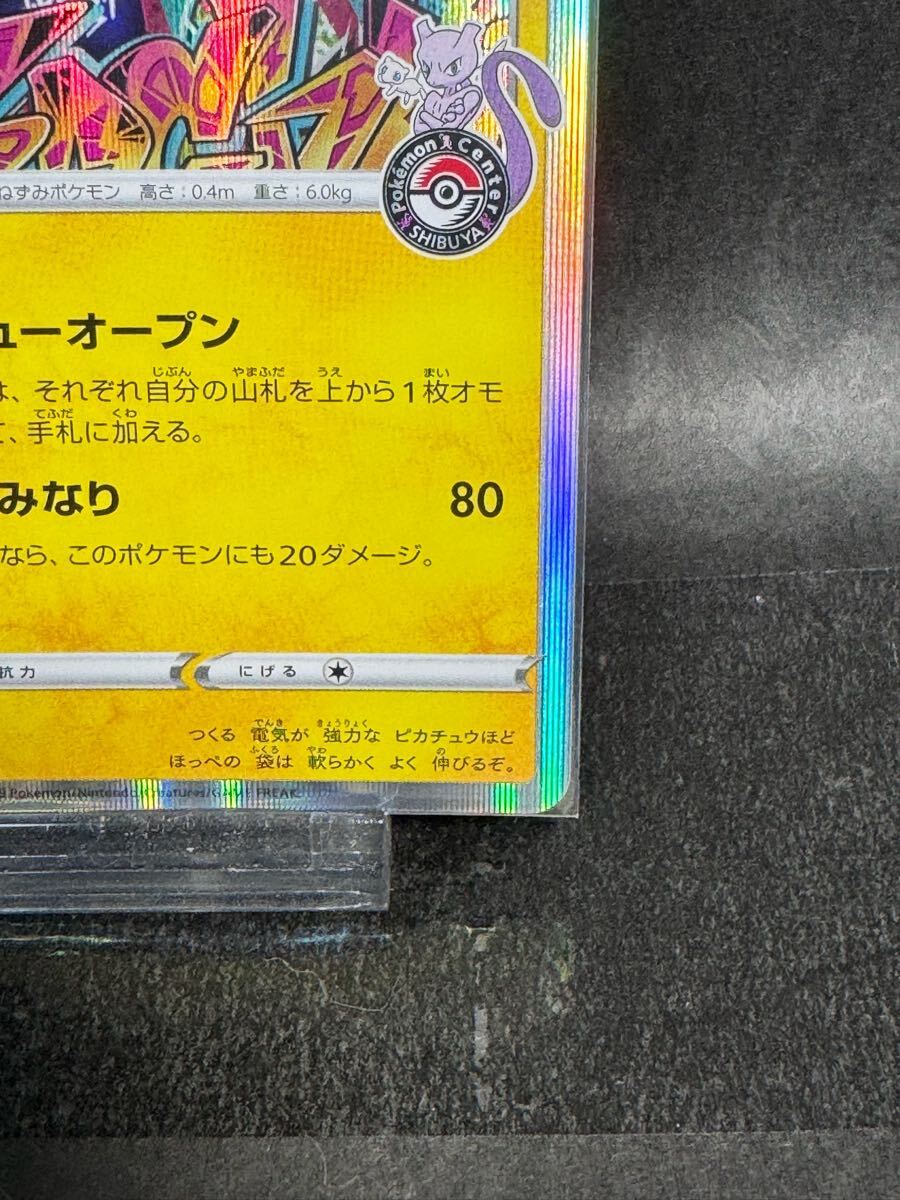 ねずみポケモン 高さ:0.4m 重さ:6.0kg
Pokémon Center
SHIBUYA
ューオープン
は、それぞれ自分の山札を上から1枚オモ
、手札に加える。
みなり 80
なら、このポケモンにも20ダメージ。
抗力 にげる
つくる 電気が 強力な ピカチュウほど
ほっぺの 袋は 軟らかく よく 伸びるぞ。
Pokémon/Nintendo/Creatures/GAME FREAK.